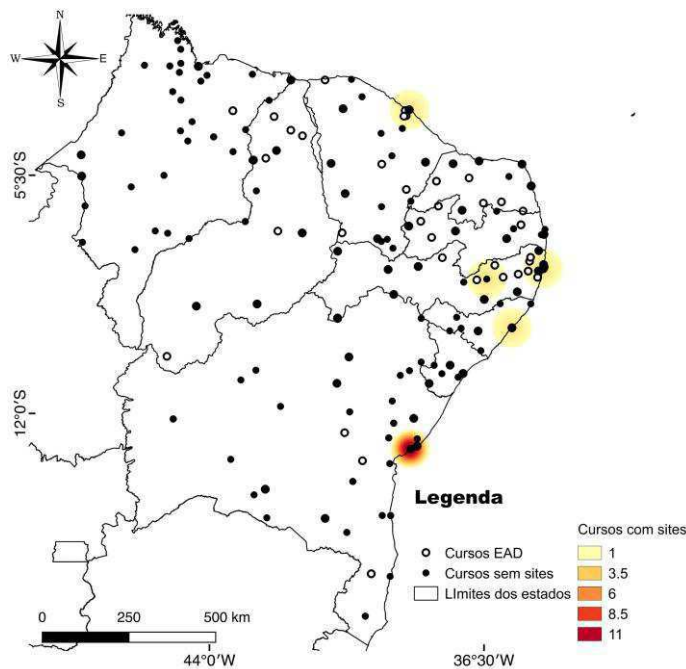 N
W E
S
5°30'S
12°0'S
Legenda
Cursos EAD
Cursos sem sites
LImites dos estados
Cursos com sites
1
3.5
6
8.5
11
0 250 500 km
44°0'W 36°30'W